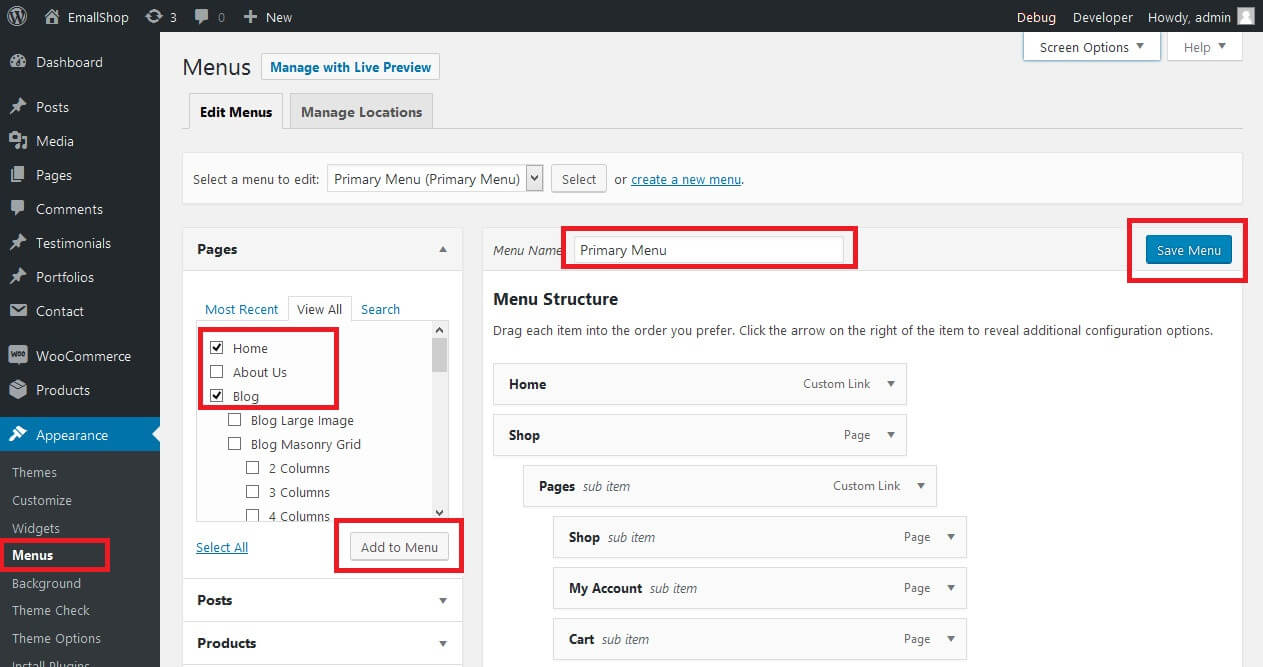 EmallShop 3 0 New Debug Developer Howdy, admin
Screen Options Help
Dashboard
Posts
Media
Pages
Comments
Testimonials
Portfolios
Contact
WooCommerce
Products
Appearance
Themes
Customize
Widgets
Menus
Background
Theme Check
Theme Options
Install Plugins
Menus Manage with Live Preview
Edit Menus Manage Locations
Select a menu to edit: Primary Menu (Primary Menu) Select or create a new menu.
Pages
Most Recent View All Search
Home
About Us
Blog
Blog Large Image
Blog Masonry Grid
2 Columns
3 Columns
4 Columns
Select All Add to Menu
Posts
Products
Menu Name Primary Menu Save Menu
Menu Structure
Drag each item into the order you prefer. Click the arrow on the right of the item to reveal additional configuration options.
Home Custom Link
Shop Page
Pages sub item Custom Link
Shop sub item Page
My Account sub item Page
Cart sub item Page